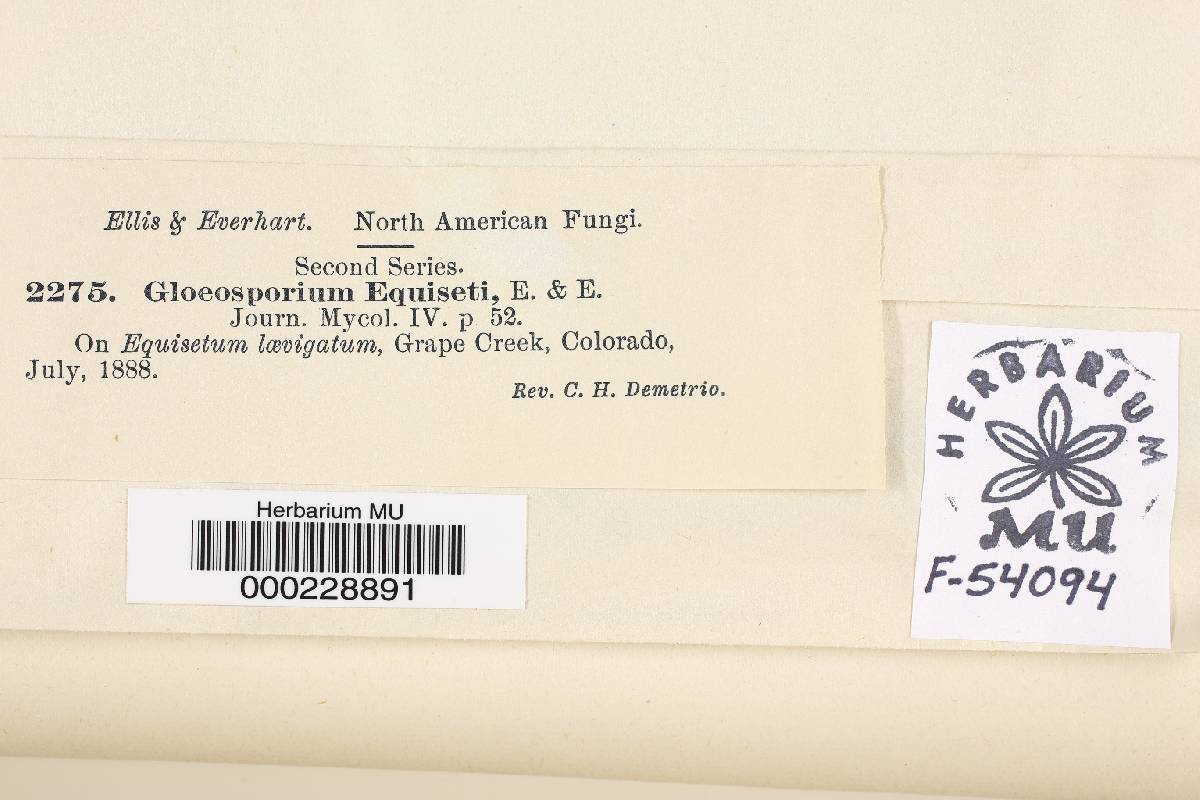 Ellis & Everhart. North American Fungi.
Second Series.
2275. Gloeosporium Equiseti, E. & E.
Journ. Mycol. IV. p 52.
On Equisetum lævigatum, Grape Creek, Colorado,
July, 1888.
Rev. C. H. Demetrio.
Herbarium MU
000228891
HERBARIUM
MU
F-54094